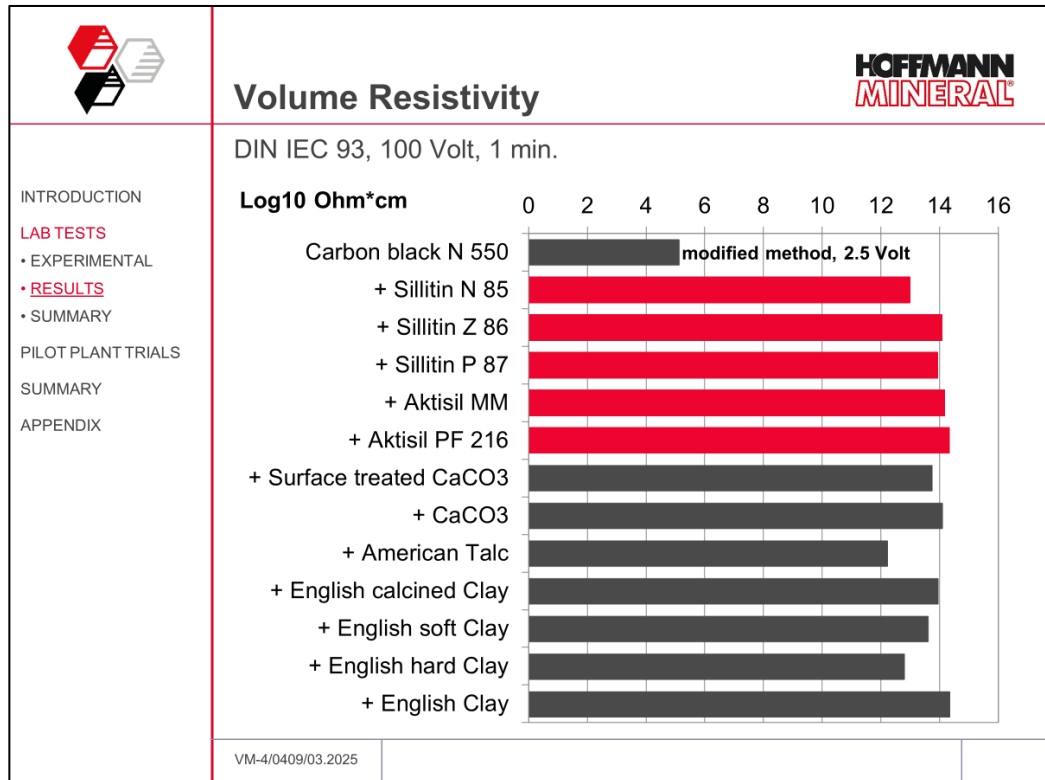 HOFFMANN
MINERAL®
Volume Resistivity
DIN IEC 93, 100 Volt, 1 min.
INTRODUCTION
LAB TESTS
• EXPERIMENTAL
• RESULTS
• SUMMARY
PILOT PLANT TRIALS
SUMMARY
APPENDIX
Log10 Ohm*cm
0 2 4 6 8 10 12 14 16
Carbon black N 550 modified method, 2.5 Volt
+ Sillitin N 85
+ Sillitin Z 86
+ Sillitin P 87
+ Aktisil MM
+ Aktisil PF 216
+ Surface treated CaCO3
+ CaCO3
+ American Talc
+ English calcined Clay
+ English soft Clay
+ English hard Clay
+ English Clay
VM-4/0409/03.2025